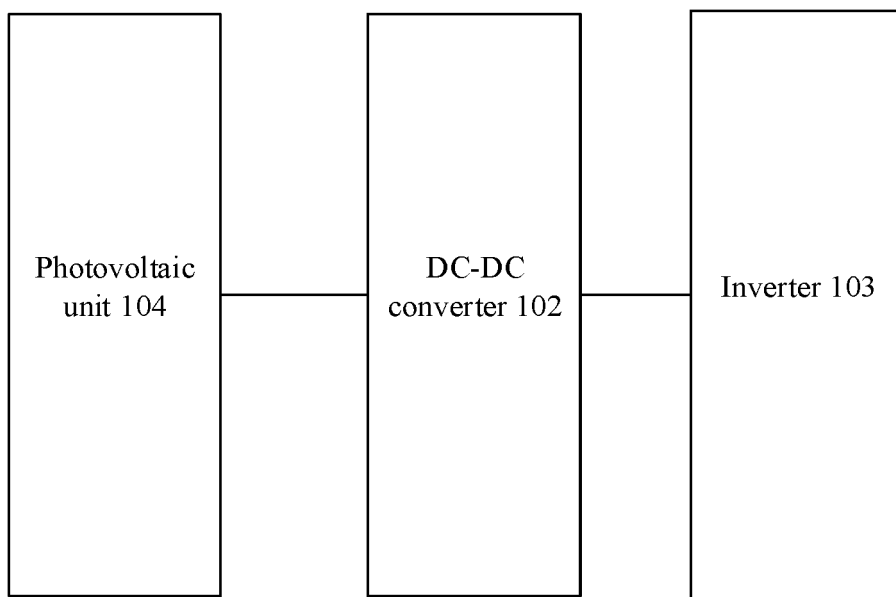 Photovoltaic
unit 104
DC-DC
converter 102
Inverter 103